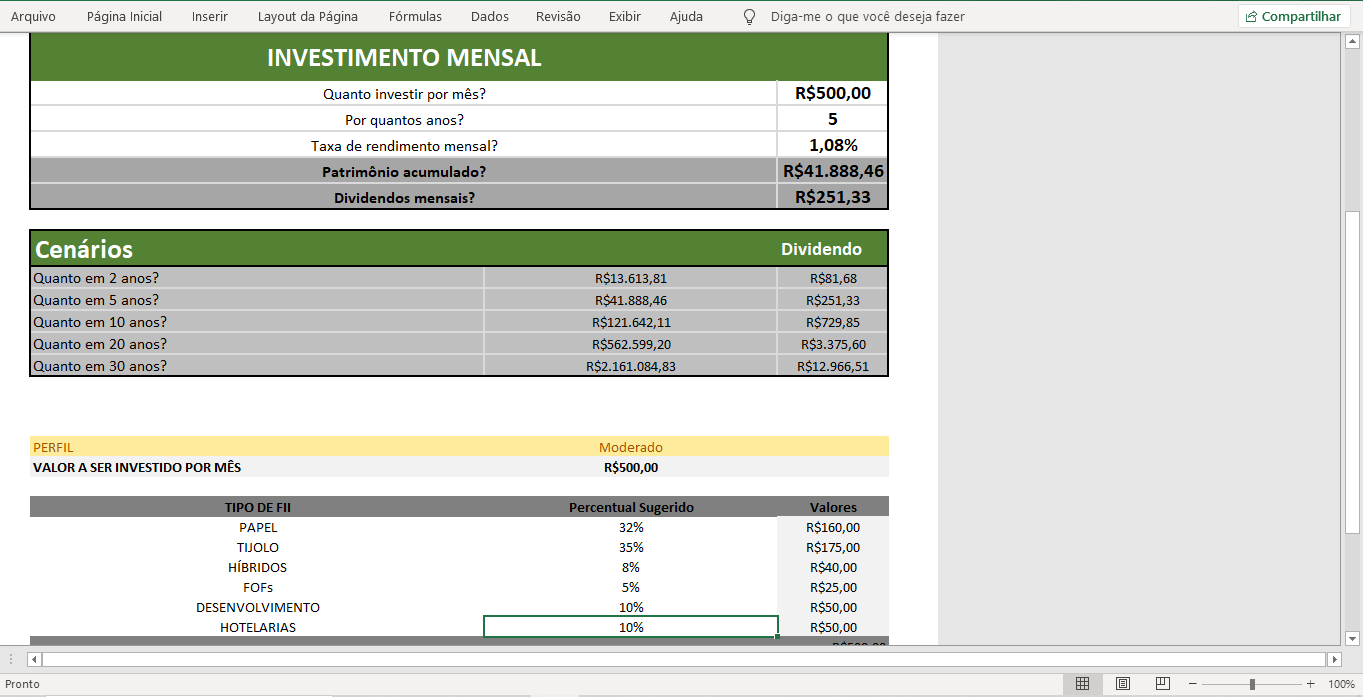 Arquivo Página Inicial Inserir Layout da Página Fórmulas Dados Revisão Exibir Ajuda Diga-me o que você deseja fazer Compartilhar
INVESTIMENTO MENSAL
Quanto investir por mês? R$500,00
Por quantos anos? 5
Taxa de rendimento mensal? 1,08%
Patrimônio acumulado? R$41.888,46
Dividendos mensais? R$251,33
Cenários Dividendo
Quanto em 2 anos? R$13.613,81 R$81,68
Quanto em 5 anos? R$41.888,46 R$251,33
Quanto em 10 anos? R$121.642,11 R$729,85
Quanto em 20 anos? R$562.599,20 R$3.375,60
Quanto em 30 anos? R$2.161.084,83 R$12.966,51
PERFIL Moderado
VALOR A SER INVESTIDO POR MÊS R$500,00
TIPO DE FII Percentual Sugerido Valores
PAPEL 32% R$160,00
TIJOLO 35% R$175,00
HÍBRIDOS 8% R$40,00
FOFs 5% R$25,00
DESENVOLVIMENTO 10% R$50,00
HOTELARIAS 10% R$50,00
Pronto 100%